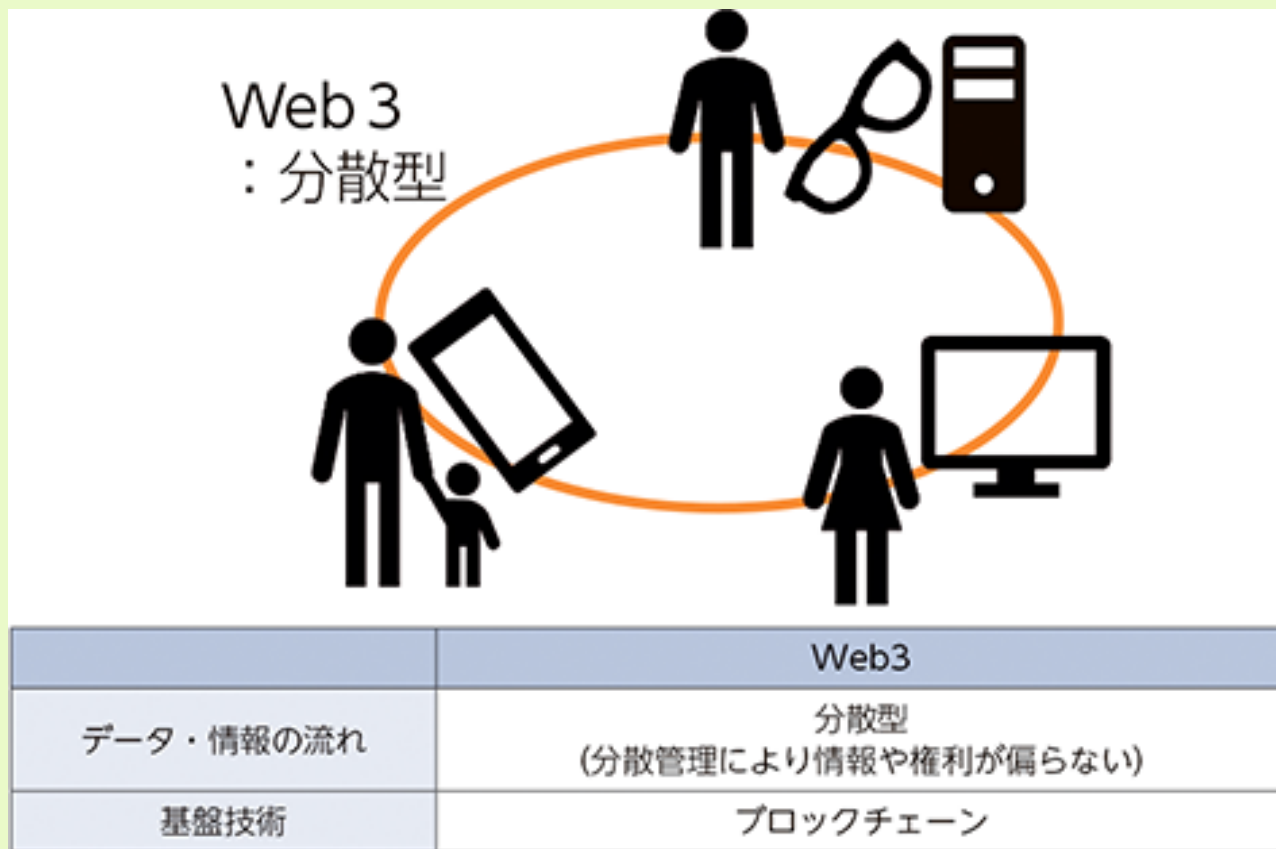 Web 3
：分散型
Web3
データ・情報の流れ
分散型
(分散管理により情報や権利が偏らない)
基盤技術
ブロックチェーン